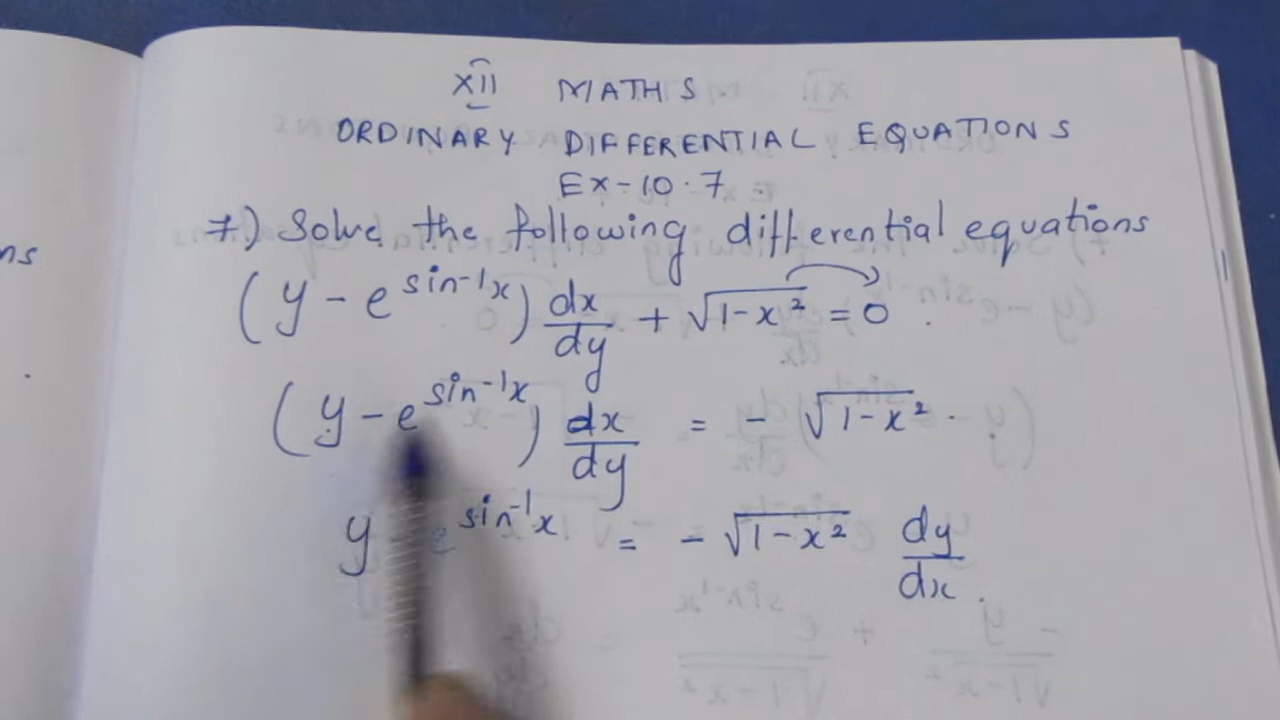 XII MATHS
ORDINARY DIFFERENTIAL EQUATIONS
Ex-10.7
7.) Solve the following differential equations
ns
(y - e^{sin^{-1}x}) dx/dy + √(1-x²) = 0.
(y - e^{sin^{-1}x}) dx/dy = - √(1-x²).
y - e^{sin^{-1}x} = - √(1-x²) dy/dx.